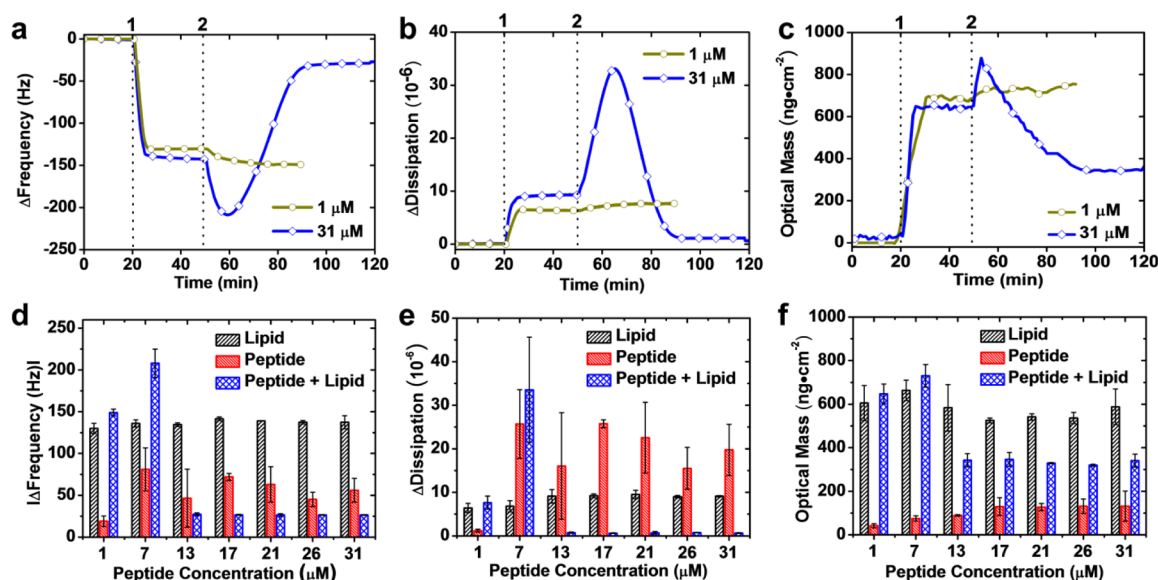 a
1 2
ΔFrequency (Hz)
0
-50
-100
-150
-200
-250
1 μM
31 μM
0 20 40 60 80 100 120
Time (min)
b
1 2
ΔDissipation (10-6)
40
30
20
10
0
1 μM
31 μM
0 20 40 60 80 100 120
Time (min)
c
1 2
Optical Mass (ng•cm-2)
1000
800
600
400
200
0
1 μM
31 μM
0 20 40 60 80 100 120
Time (min)
d
I∆Frequency (Hz)I
250
200
150
100
50
0
Lipid
Peptide
Peptide + Lipid
1 7 13 17 21 26 31
Peptide Concentration (μM)
e
ΔDissipation (10-6)
50
40
30
20
10
0
Lipid
Peptide
Peptide + Lipid
1 7 13 17 21 26 31
Peptide Concentration (μM)
f
Optical Mass (ng•cm-2)
1000
800
600
400
200
0
Lipid
Peptide
Peptide + Lipid
1 7 13 17 21 26 31
Peptide Concentration (μM)